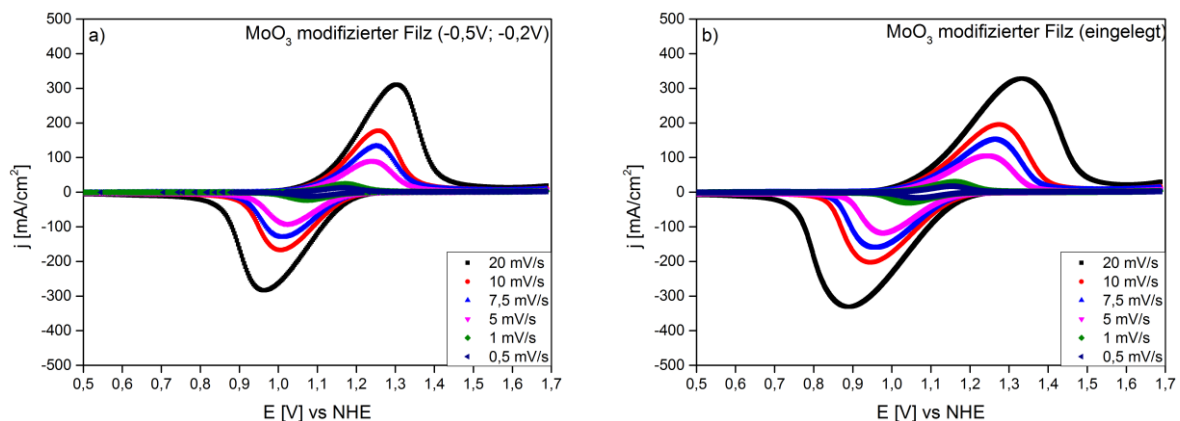 a) MoO₃ modifizierter Filz (-0,5V; -0,2V)
500
400
300
200
100
0
-100
-200
-300
-400
-500
j [mA/cm²]
20 mV/s
10 mV/s
7,5 mV/s
5 mV/s
1 mV/s
0,5 mV/s
0,5 0,6 0,7 0,8 0,9 1,0 1,1 1,2 1,3 1,4 1,5 1,6 1,7
E [V] vs NHE
b) MoO₃ modifizierter Filz (eingelegt)
500
400
300
200
100
0
-100
-200
-300
-400
-500
j [mA/cm²]
20 mV/s
10 mV/s
7,5 mV/s
5 mV/s
1 mV/s
0,5 mV/s
0,5 0,6 0,7 0,8 0,9 1,0 1,1 1,2 1,3 1,4 1,5 1,6 1,7
E [V] vs NHE